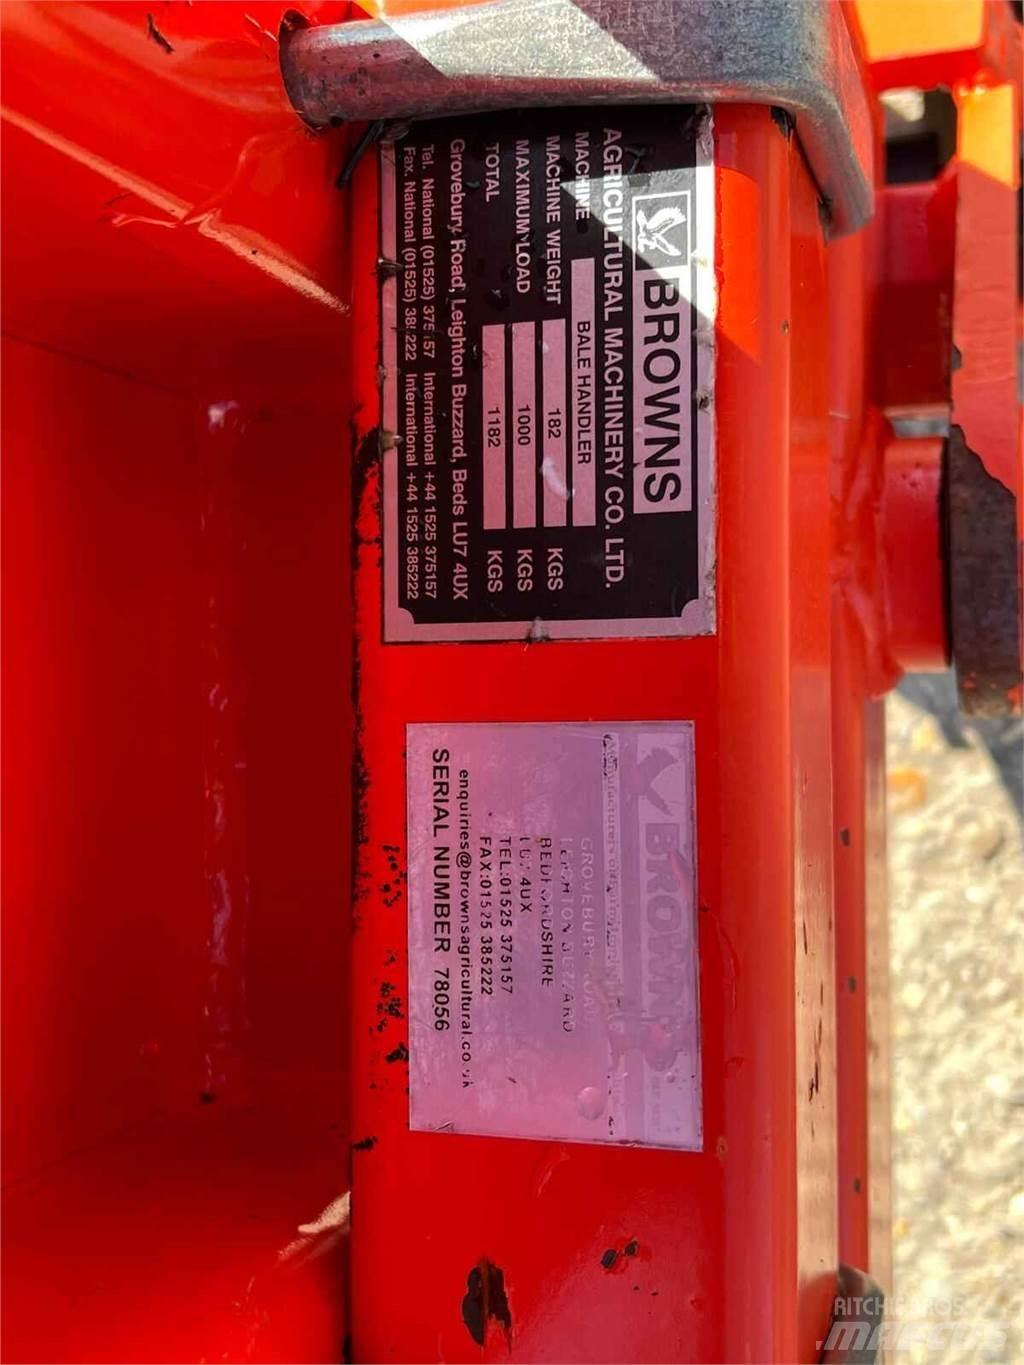 BROWNS
AGRICULTURAL MACHINERY CO. LTD.
MACHINE BALE HANDLER
MACHINE WEIGHT 182 KGS
MAXIMUM LOAD 1000 KGS
TOTAL 1182 KGS
Grovebury Road, Leighton Buzzard, Beds LU7 4UX
Tel. National (01525) 375157 International +44 1525 375157
Fax. National (01525) 385222 International +44 1525 385222
BROWNS
Manufacturers
GROVEBURY ROAD
LEIGHTON BUZZARD
BEDFORDSHIRE
LU7 4UX
TEL:01525 375157
FAX:01525 385222
enquiries@brownsagricultural.co.uk
SERIAL NUMBER 78056
RITCHIE BROS.
MASCUS